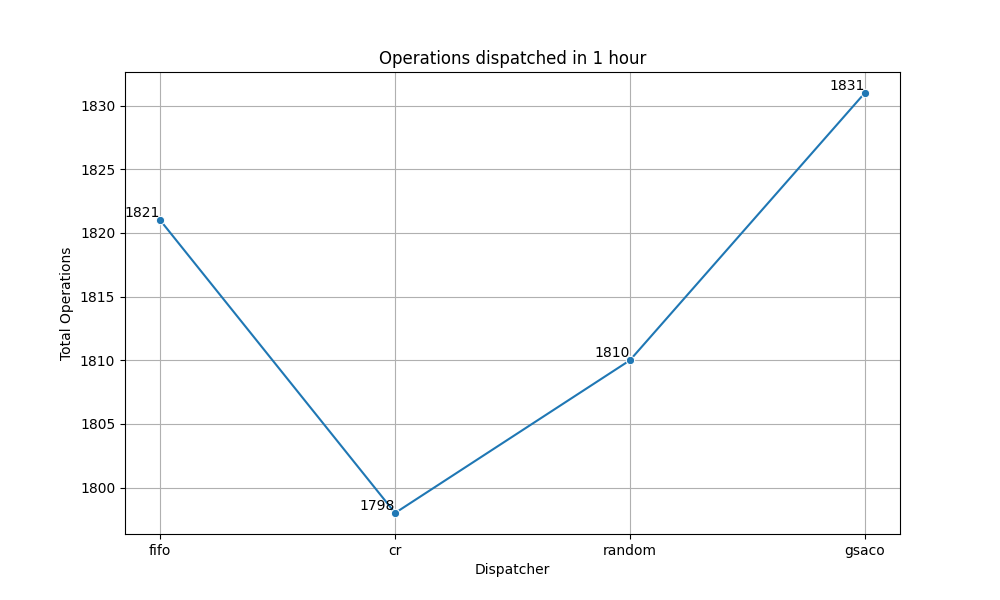 Operations dispatched in 1 hour
Total Operations
1830
1825
1820
1815
1810
1805
1800
1821
1798
1810
1831
fifo
cr
random
gsaco
Dispatcher